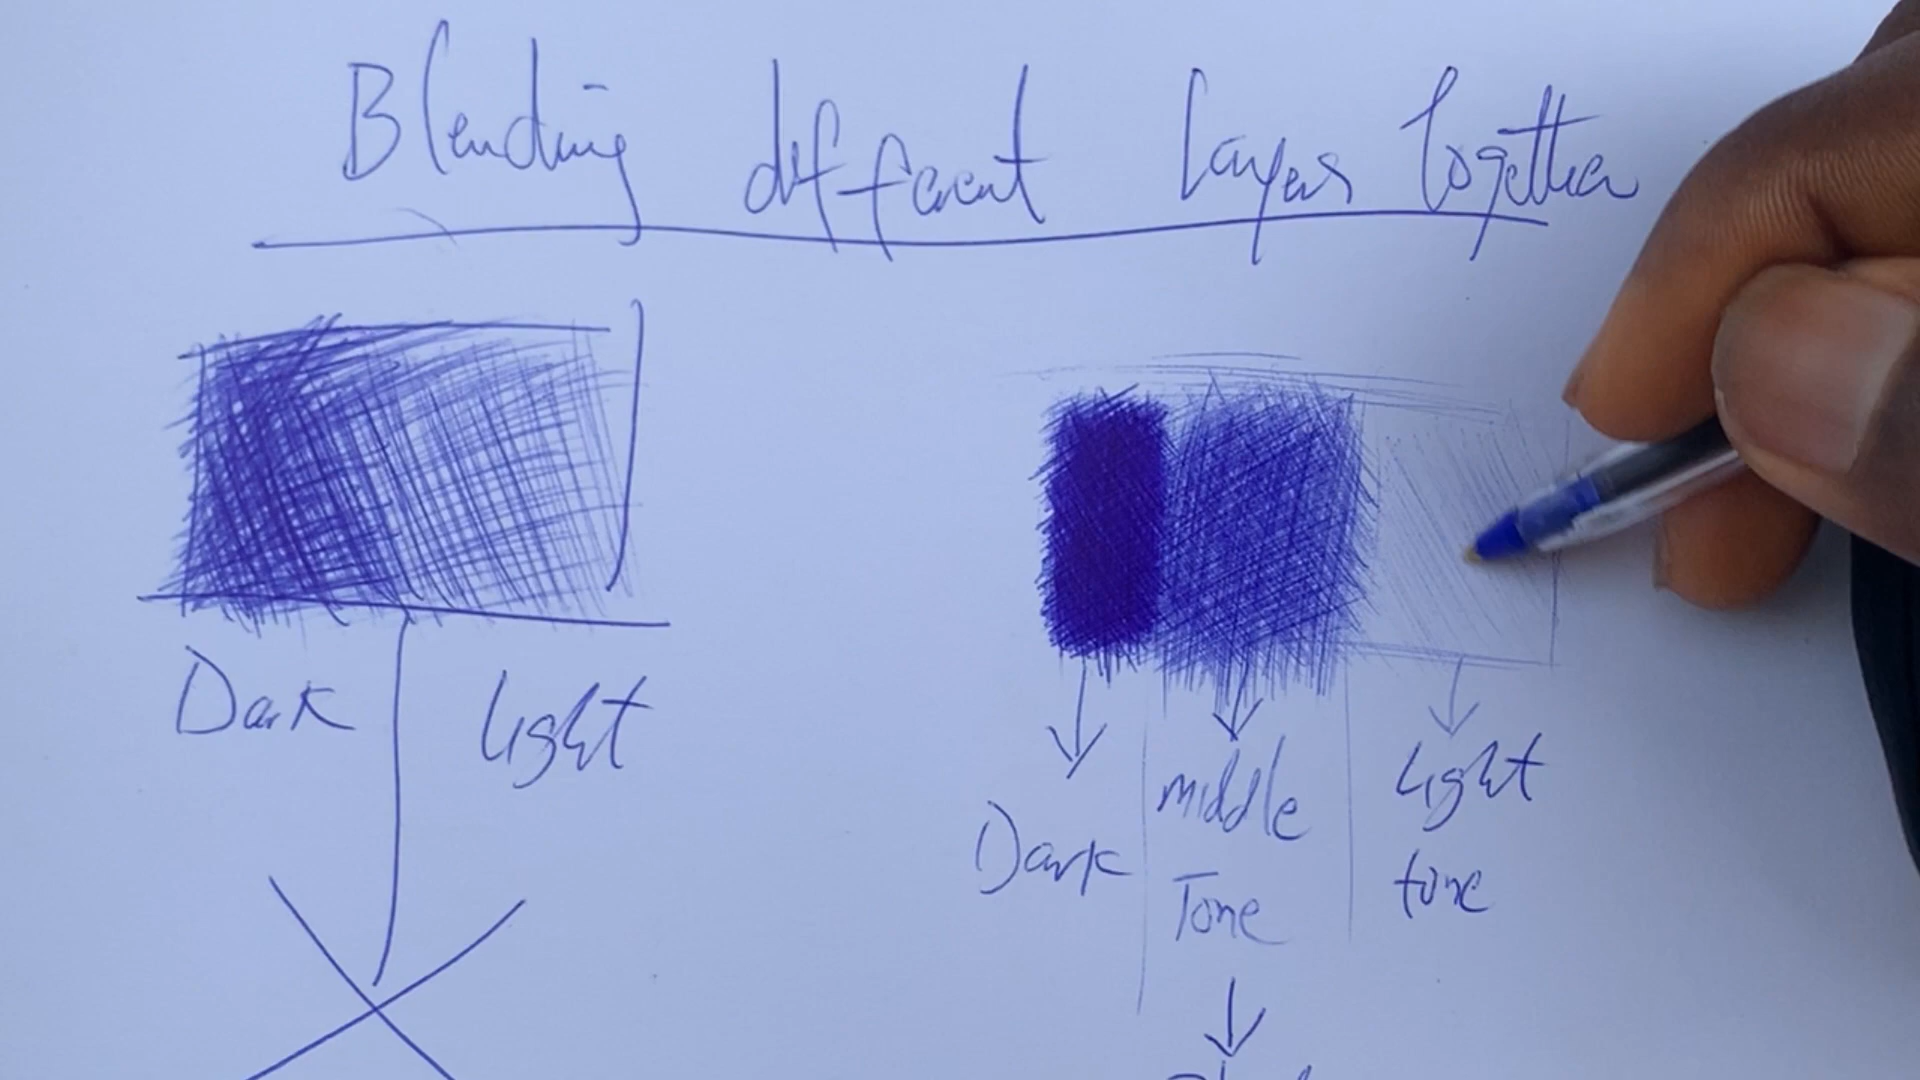 Blending different layers together
Dark light
Dark
middle
Tone
light
tone